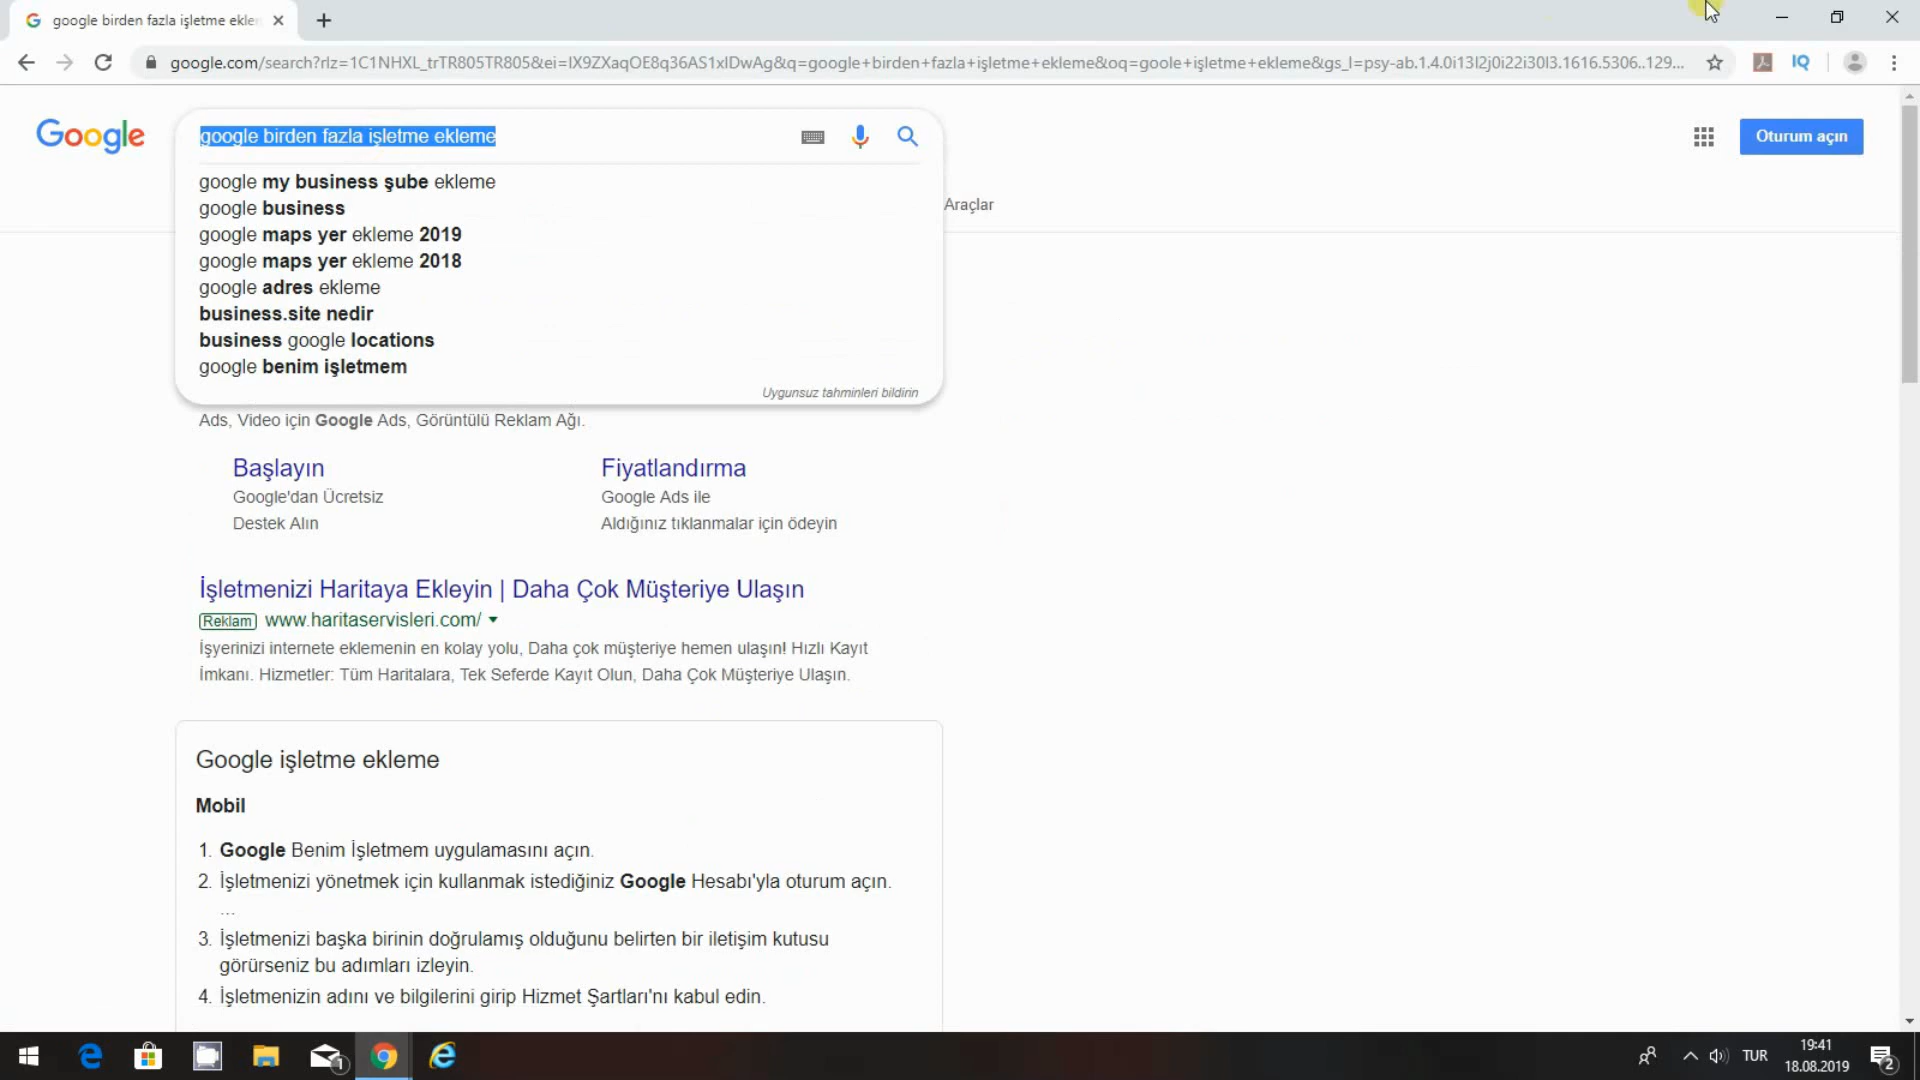 google birden fazla işletme eklem
google.com/search?rlz=1C1NHXL_trTR805TR805&ei=IX9ZXaqOE8q36AS1xIDwAg&q=google+birden+fazla+işletme+ekleme&oq=goole+işletme+ekleme&gs_l=psy-ab.1.4.0i13l2j0i22i30l3.1616.5306..129...
IQ
Google
google birden fazla işletme ekleme
Oturum açın
google my business şube ekleme
google business
Araçlar
google maps yer ekleme 2019
google maps yer ekleme 2018
google adres ekleme
business.site nedir
business google locations
google benim işletmem
Uygunsuz tahminleri bildirin
Ads, Video için Google Ads, Görüntülü Reklam Ağı.
Başlayın
Google'dan Ücretsiz
Destek Alın
Fiyatlandırma
Google Ads ile
Aldığınız tıklanmalar için ödeyin
İşletmenizi Haritaya Ekleyin | Daha Çok Müşteriye Ulaşın
Reklam www.haritaservisleri.com/
İşyerinizi internete eklemenin en kolay yolu, Daha çok müşteriye hemen ulaşın! Hızlı Kayıt
İmkanı. Hizmetler: Tüm Haritalara, Tek Seferde Kayıt Olun, Daha Çok Müşteriye Ulaşın.
Google işletme ekleme
Mobil
1. Google Benim İşletmem uygulamasını açın.
2. İşletmenizi yönetmek için kullanmak istediğiniz Google Hesabı'yla oturum açın.
...
3. İşletmenizi başka birinin doğrulamış olduğunu belirten bir iletişim kutusu
görürseniz bu adımları izleyin.
4. İşletmenizin adını ve bilgilerini girip Hizmet Şartları'nı kabul edin.
1
TUR
19:41
18.08.2019
2